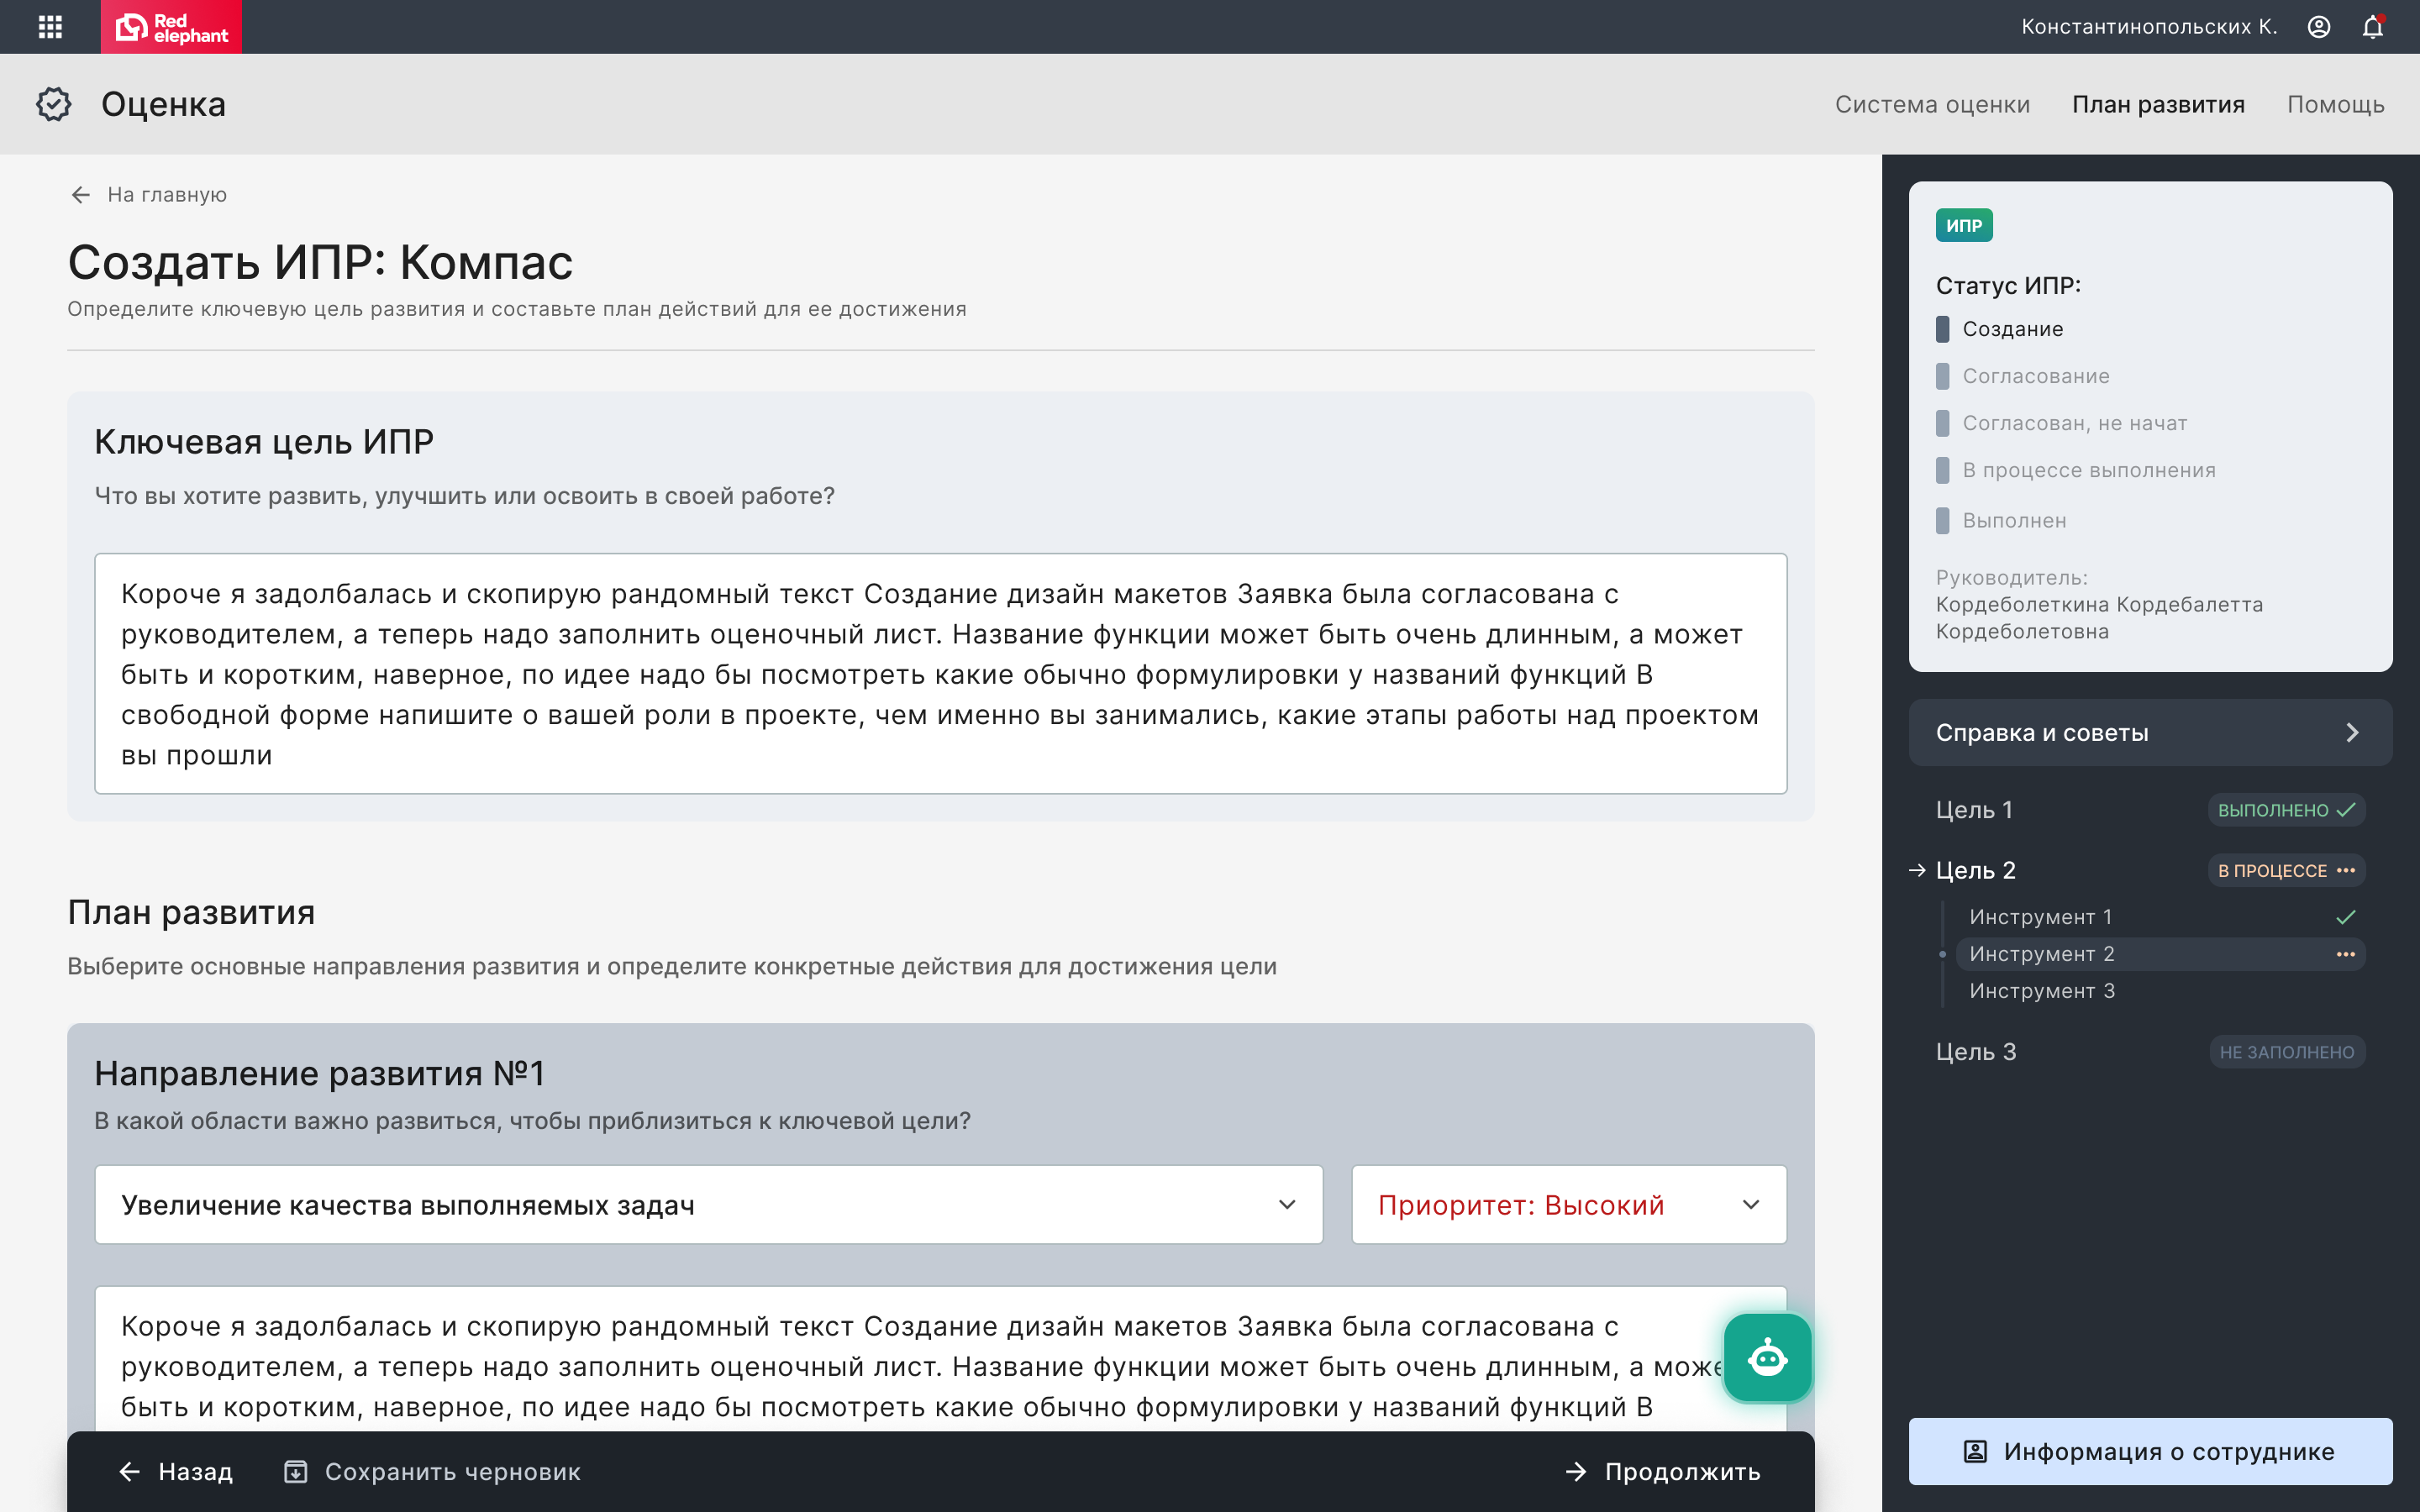 Red
elephant
Константинопольских К.
Оценка
Система оценки
План развития
Помощь
На главную
Создать ИПР: Компас
Определите ключевую цель развития и составьте план действий для ее достижения
Ключевая цель ИПР
Что вы хотите развить, улучшить или освоить в своей работе?
Короче я задолбалась и скопирую рандомный текст Создание дизайн макетов Заявка была согласована с
руководителем, а теперь надо заполнить оценочный лист. Название функции может быть очень длинным, а может
быть и коротким, наверное, по идее надо бы посмотреть какие обычно формулировки у названий функций В
свободной форме напишите о вашей роли в проекте, чем именно вы занимались, какие этапы работы над проектом
вы прошли
План развития
Выберите основные направления развития и определите конкретные действия для достижения цели
Направление развития №1
В какой области важно развиться, чтобы приблизиться к ключевой цели?
Увеличение качества выполняемых задач
Приоритет: Высокий
Короче я задолбалась и скопирую рандомный текст Создание дизайн макетов Заявка была согласована с
руководителем, а теперь надо заполнить оценочный лист. Название функции может быть очень длинным, а може
быть и коротким, наверное, по идее надо бы посмотреть какие обычно формулировки у названий функций В
Назад
Сохранить черновик
Продолжить
ИПР
Статус ИПР:
Создание
Согласование
Согласован, не начат
В процессе выполнения
Выполнен
Руководитель:
Кордеболеткина Кордебалетта
Кордеболетовна
Справка и советы
Цель 1
ВЫПОЛНЕНО
Цель 2
В ПРОЦЕССЕ
Инструмент 1
Инструмент 2
Инструмент 3
Цель 3
НЕ ЗАПОЛНЕНО
Информация о сотруднике